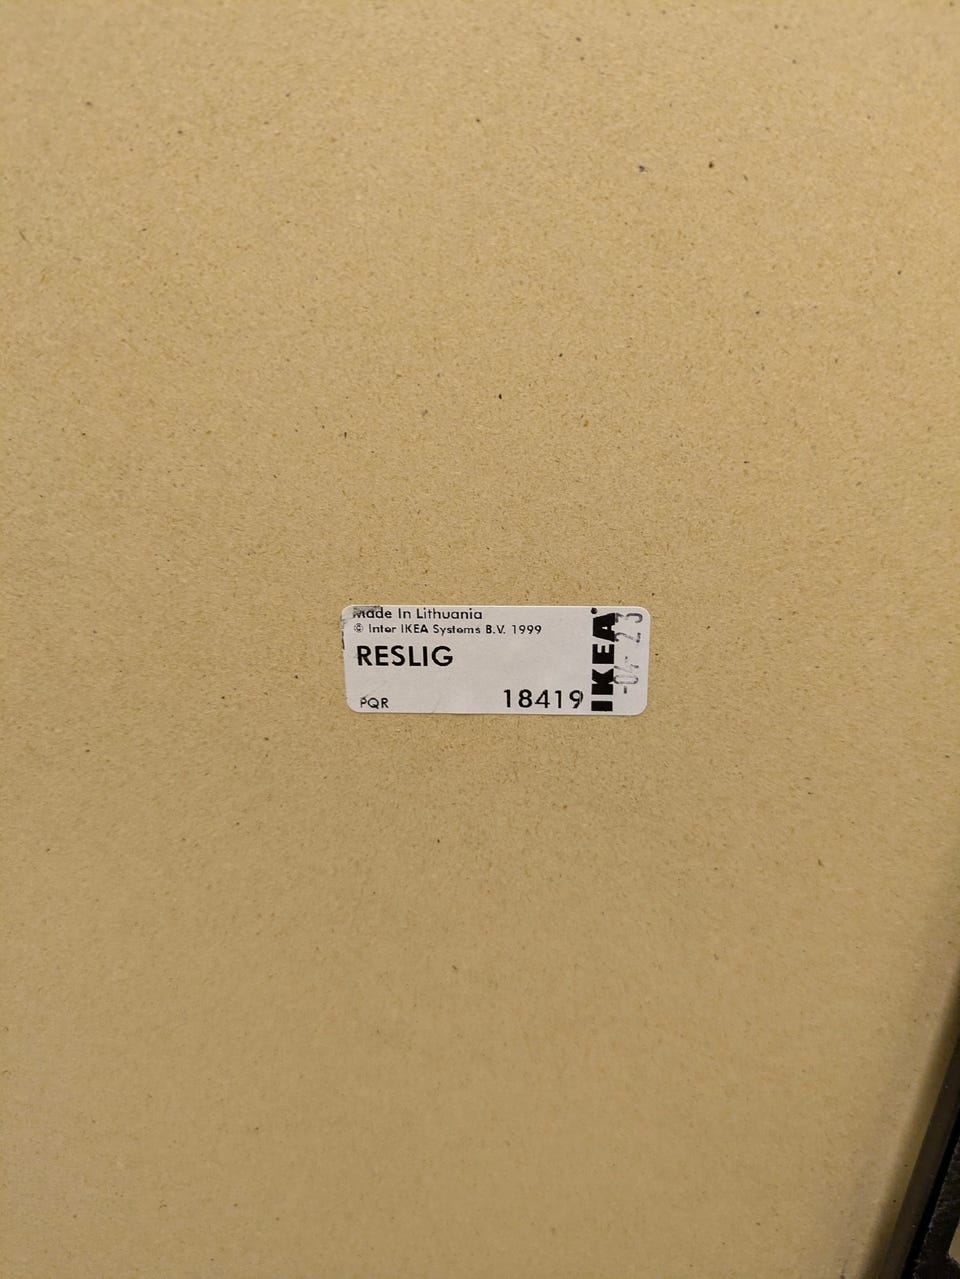 Made In Lithuania
© Inter IKEA Systems B.V. 1999
RESLIG
PQR
18419
IKEA®
-04- 23